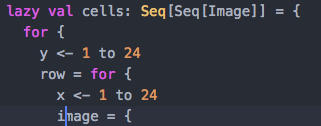 lazy val cells: Seq[Seq[Image]] = {
for {
y <- 1 to 24
row = for {
x <- 1 to 24
image = {